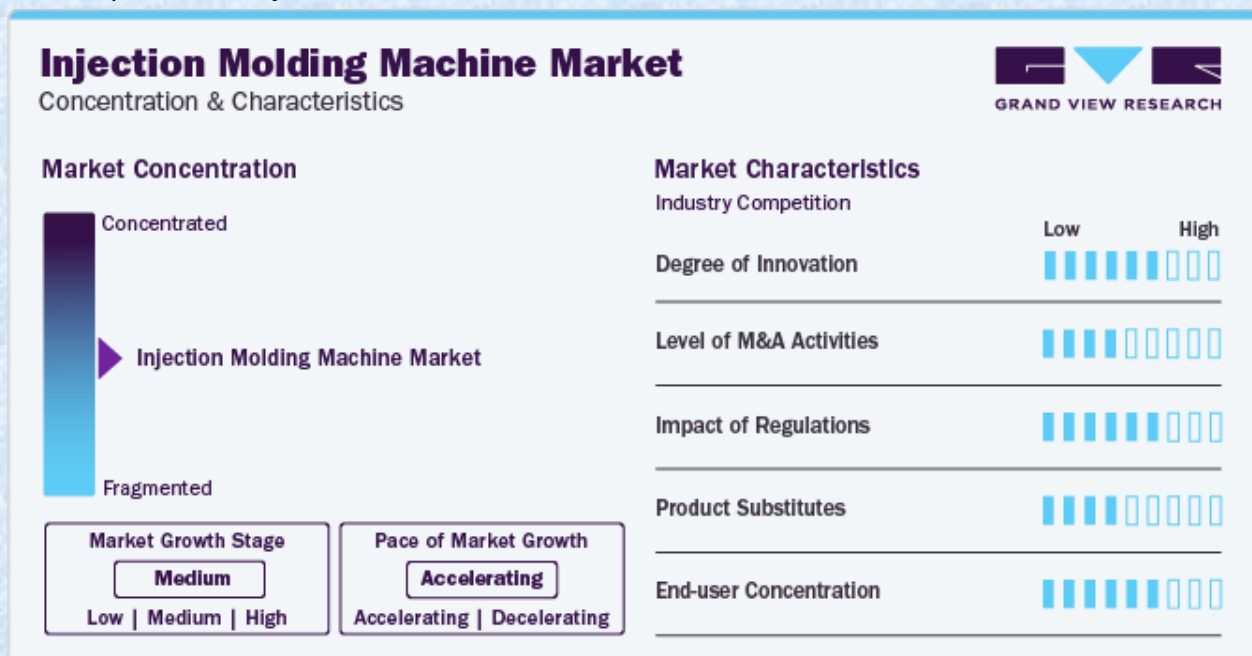 Injection Molding Machine Market
Concentration & Characteristics
GRAND VIEW RESEARCH
Market Concentration
Concentrated
Injection Molding Machine Market
Fragmented
Market Growth Stage
Medium
Low | Medium | High
Pace of Market Growth
Accelerating
Accelerating | Decelerating
Market Characteristics
Industry Competition
Low High
Degree of Innovation
Level of M&A Activities
Impact of Regulations
Product Substitutes
End-user Concentration